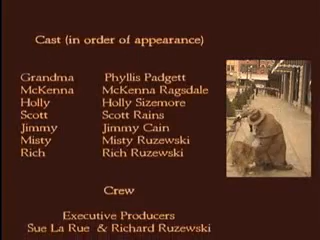 Cast (in order of appearance)
Grandma Phyllis Padgett
McKenna McKenna Ragsdale
Holly Holly Sizemore
Scott Scott Rains
Jimmy Jimmy Cain
Misty Misty Ruzewski
Rich Rich Ruzewski
Crew
Executive Producers
Sue La Rue & Richard Ruzewski